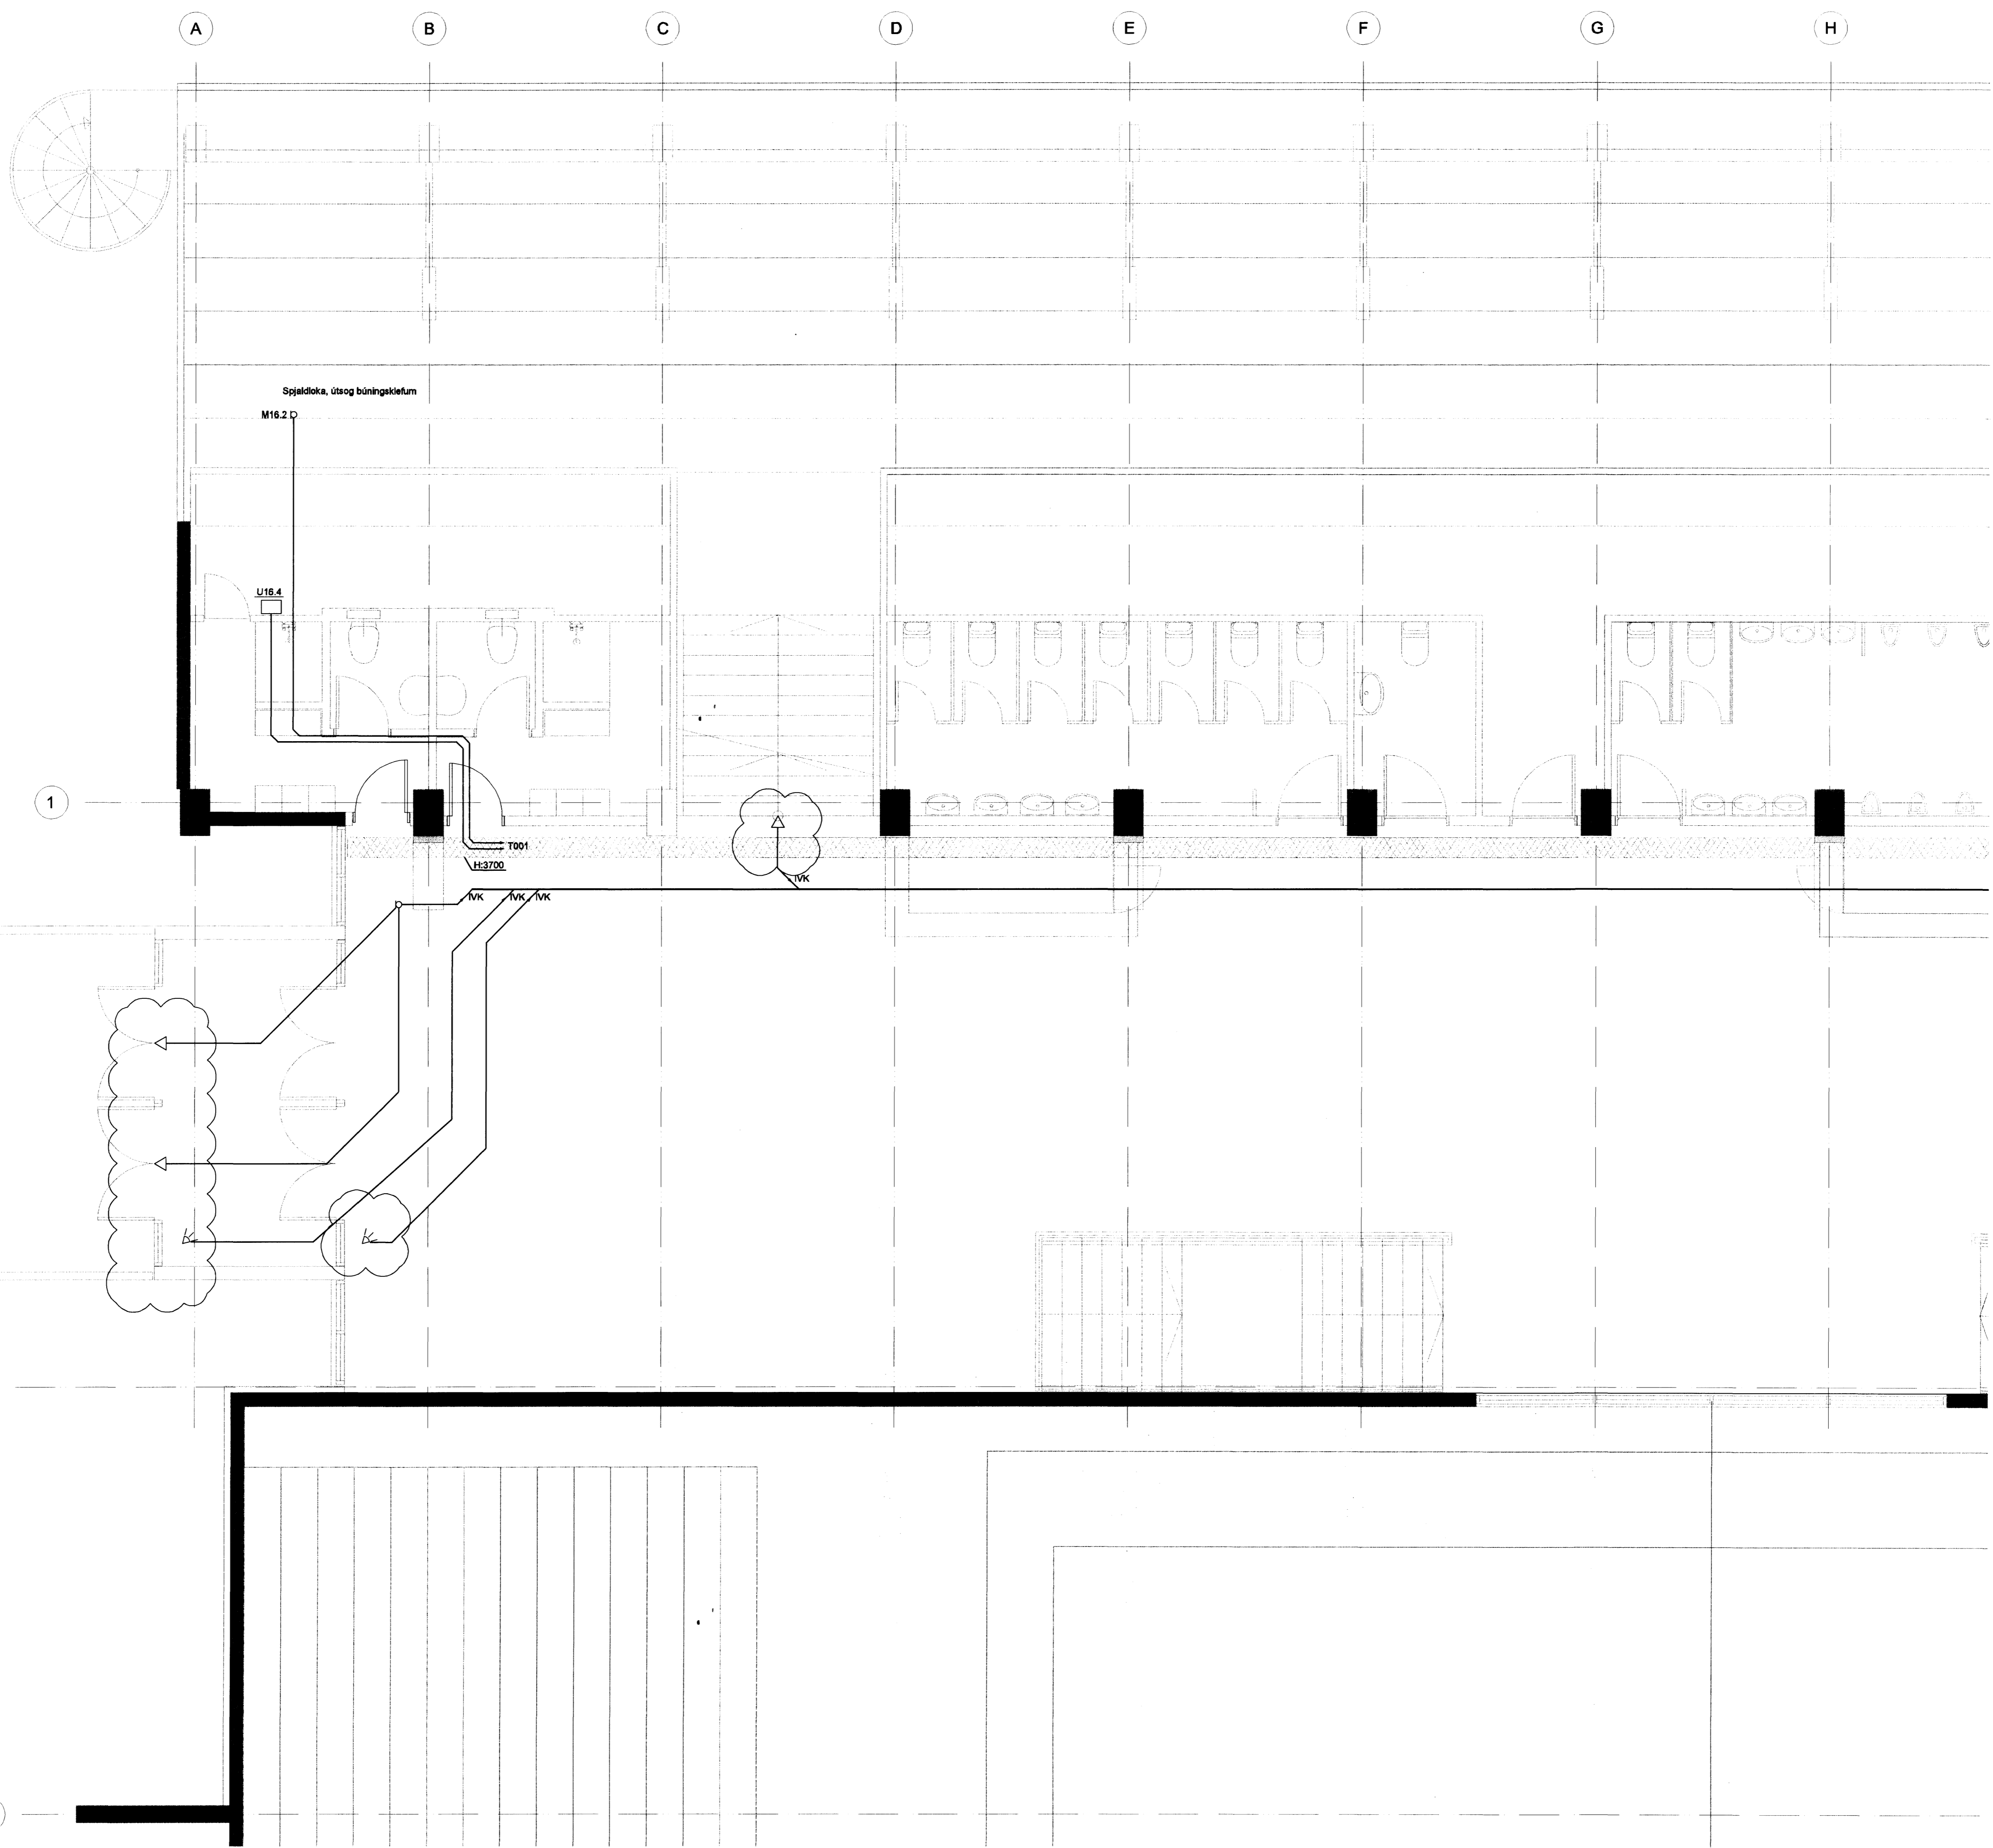 A B C D E F G H
Spjaldloka, útsog búningsklefum
M16.2
U16.4
1
T001
H:3700
IVK
IVK IVK IVK